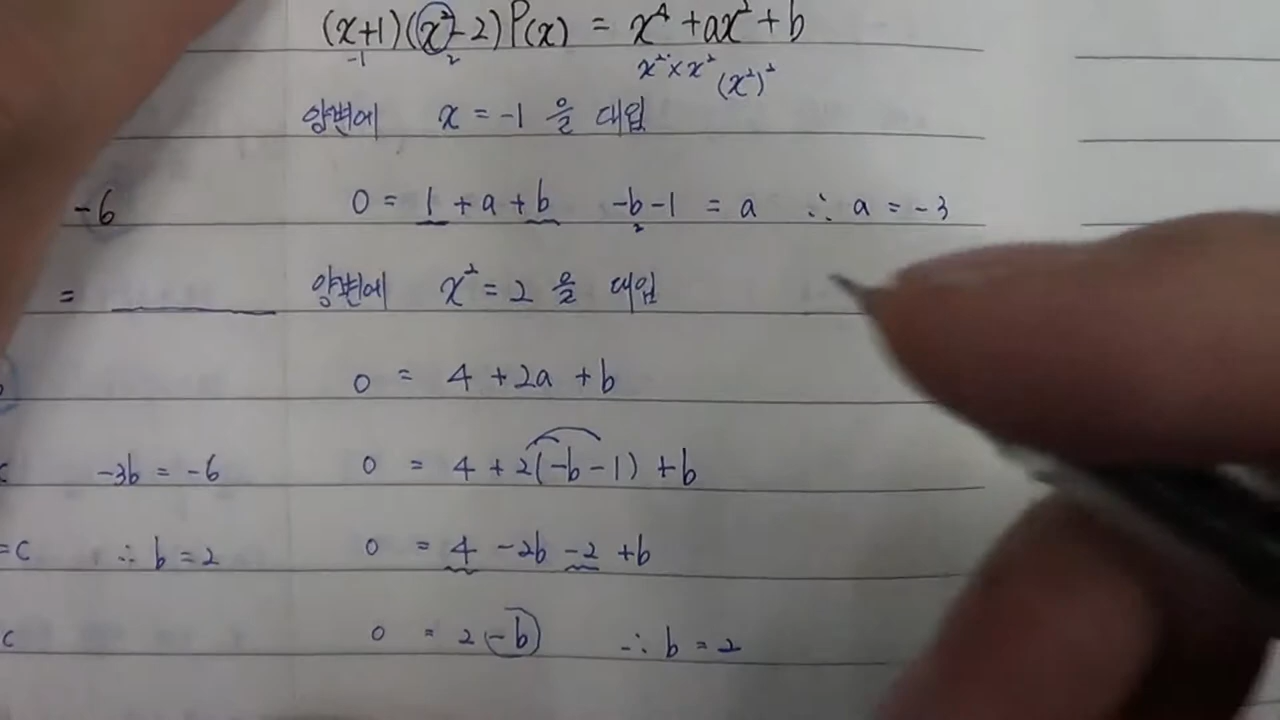 (x+1)(x²-2)P(x) = x⁴+ax²+b
-1 2 x²×x² (x²)²
양변에 x = -1 을 대입
-6 0 = 1 + a + b -b-1 = a ∴ a = -3
2
= 양변에 x² = 2 을 대입
0 = 4 + 2a + b
c -3b = -6 0 = 4 + 2(-b-1) + b
=c ∴ b = 2 0 = 4 -2b -2 +b
c 0 = 2 -b ∴ b = 2